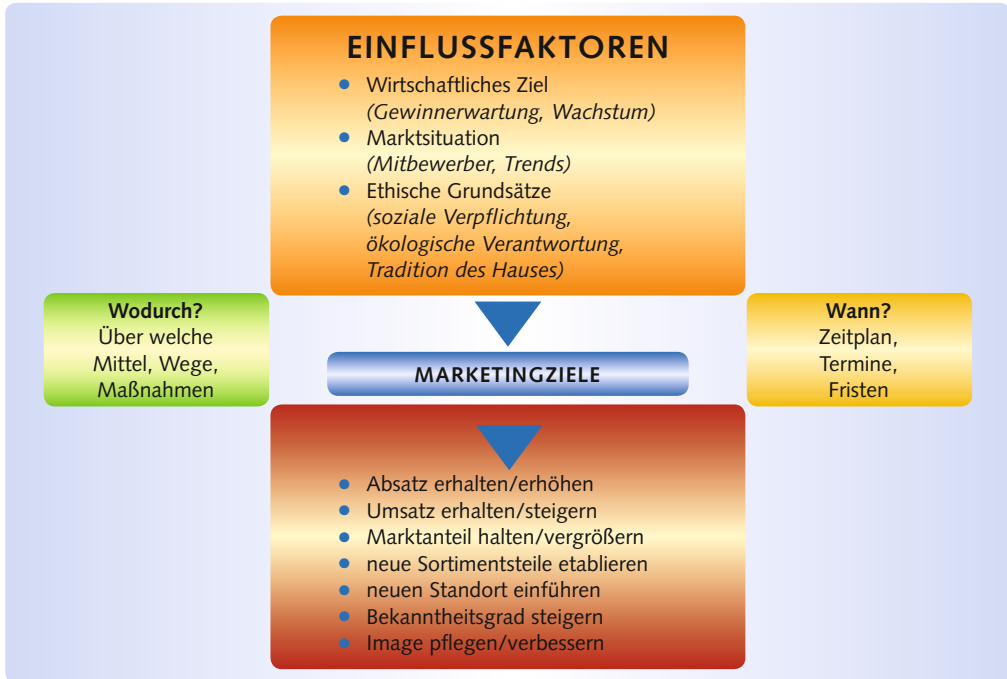 EINFLUSSFAKTOREN
• Wirtschaftliches Ziel
(Gewinnerwartung, Wachstum)
• Marktsituation
(Mitbewerber, Trends)
• Ethische Grundsätze
(soziale Verpflichtung,
ökologische Verantwortung,
Tradition des Hauses)
Wodurch?
Über welche
Mittel, Wege,
Maßnahmen
MARKETINGZIELE
Wann?
Zeitplan,
Termine,
Fristen
• Absatz erhalten/erhöhen
• Umsatz erhalten/steigern
• Marktanteil halten/vergrößern
• neue Sortimentsteile etablieren
• neuen Standort einführen
• Bekanntheitsgrad steigern
• Image pflegen/verbessern